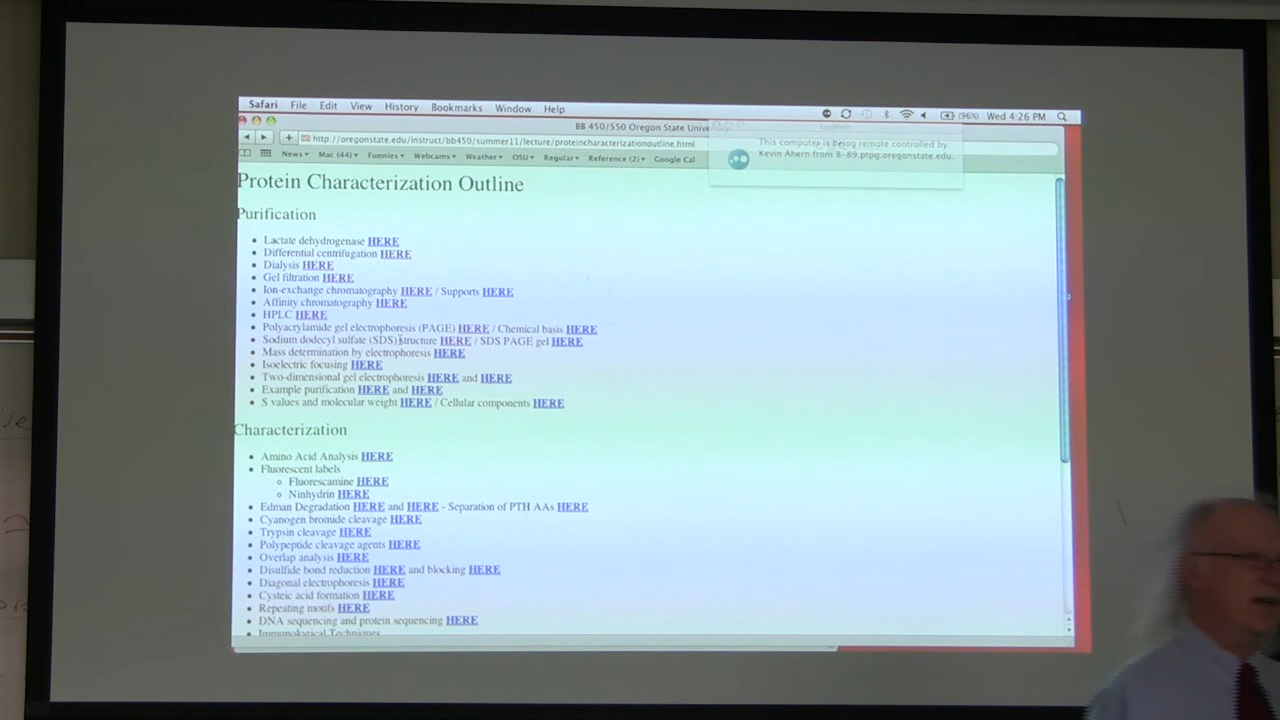 Safari File Edit View History Bookmarks Window Help (96%) Wed 4:26 PM
BB 450/550 Oregon State Unive
http://oregonstate.edu/instruct/bb450/summer11/lecture/proteincharacterizationoutline.html
This computer is being remote controlled by
Kevin Ahern from 8-89.ptpg.oregonstate.edu.
News Mac (44) Funnies Webcams Weather OSU Regular Reference (2) Google Cal
Protein Characterization Outline
Purification
• Lactate dehydrogenase HERE
• Differential centrifugation HERE
• Dialysis HERE
• Gel filtration HERE
• Ion-exchange chromatography HERE / Supports HERE
• Affinity chromatography HERE
• HPLC HERE
• Polyacrylamide gel electrophoresis (PAGE) HERE / Chemical basis HERE
• Sodium dodecyl sulfate (SDS) structure HERE / SDS PAGE gel HERE
• Mass determination by electrophoresis HERE
• Isoelectric focusing HERE
• Two-dimensional gel electrophoresis HERE and HERE
• Example purification HERE and HERE
• S values and molecular weight HERE / Cellular components HERE
Characterization
• Amino Acid Analysis HERE
• Fluorescent labels
◦ Fluorescamine HERE
◦ Ninhydrin HERE
• Edman Degradation HERE and HERE - Separation of PTH AAs HERE
• Cyanogen bromide cleavage HERE
• Trypsin cleavage HERE
• Polypeptide cleavage agents HERE
• Overlap analysis HERE
• Disulfide bond reduction HERE and blocking HERE
• Diagonal electrophoresis HERE
• Cysteic acid formation HERE
• Repeating motifs HERE
• DNA sequencing and protein sequencing HERE
• Immunological Techniques